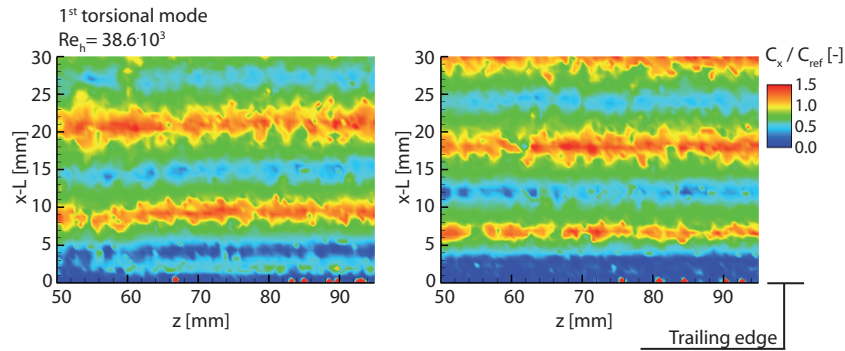 1st torsional mode
Reh= 38.6·10³
30
25
20
15
10
5
0
x-L [mm]
50 60 70 80 90
z [mm]
30
25
20
15
10
5
0
x-L [mm]
50 60 70 80 90
z [mm]
Cx / Cref [-]
1.5
1.0
0.5
0.0
Trailing edge